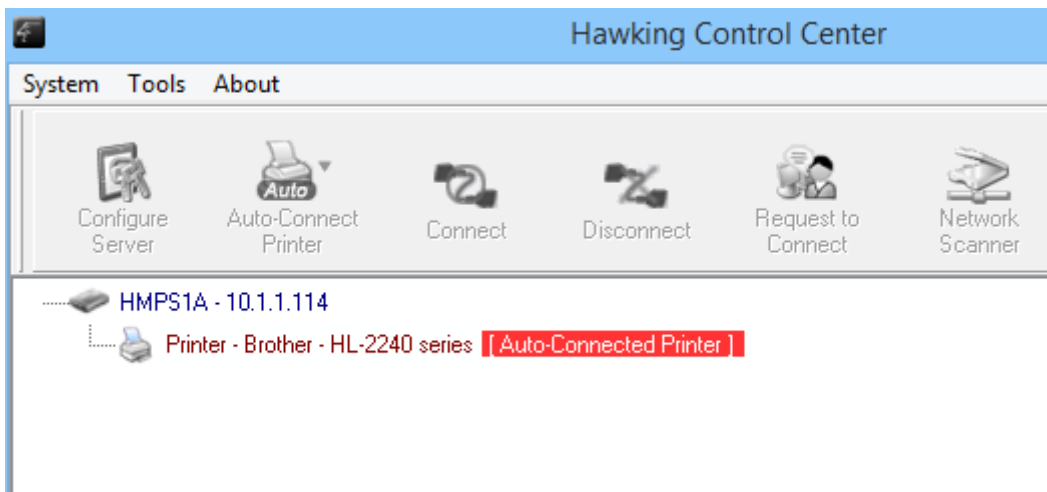 Hawking Control Center
System Tools About
Auto
Configure Server
Auto-Connect Printer
Connect
Disconnect
Request to Connect
Network Scanner
HMPS1A - 10.1.1.114
Printer - Brother - HL-2240 series [ Auto-Connected Printer ]